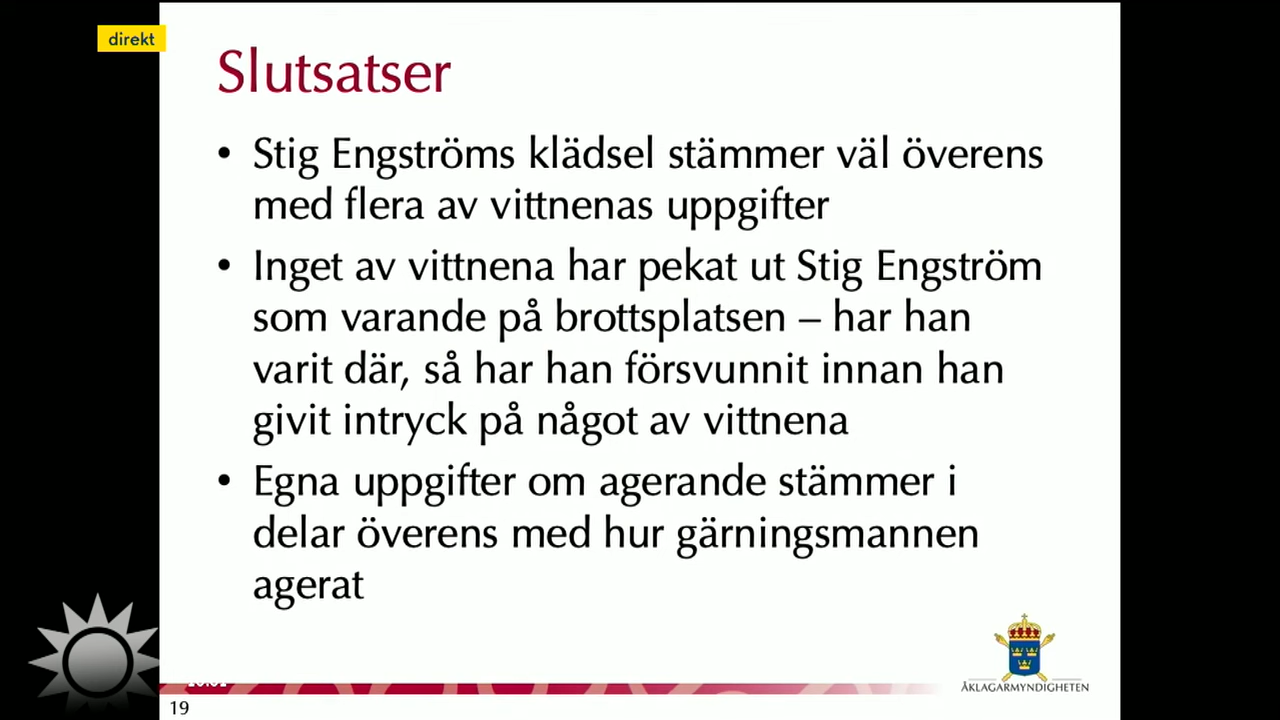 direkt
Slutsatser
• Stig Engströms klädsel stämmer väl överens
med flera av vittnenas uppgifter
• Inget av vittnena har pekat ut Stig Engström
som varande på brottsplatsen – har han
varit där, så har han försvunnit innan han
givit intryck på något av vittnena
• Egna uppgifter om agerande stämmer i
delar överens med hur gärningsmannen
agerat
ÅKLAGARMYNDIGHETEN
19